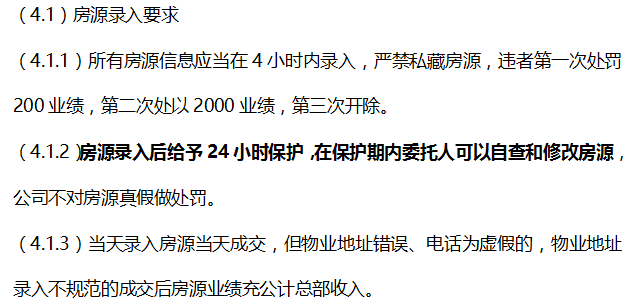 （4.1）房源录入要求
（4.1.1）所有房源信息应当在 4 小时内录入，严禁私藏房源，违者第一次处罚
200 业绩，第二次处以 2000 业绩，第三次开除。
（4.1.2）房源录入后给予 24 小时保护，在保护期内委托人可以自查和修改房源，
公司不对房源真假做处罚。
（4.1.3）当天录入房源当天成交，但物业地址错误、电话为虚假的，物业地址
录入不规范的成交后房源业绩充公计总部收入。